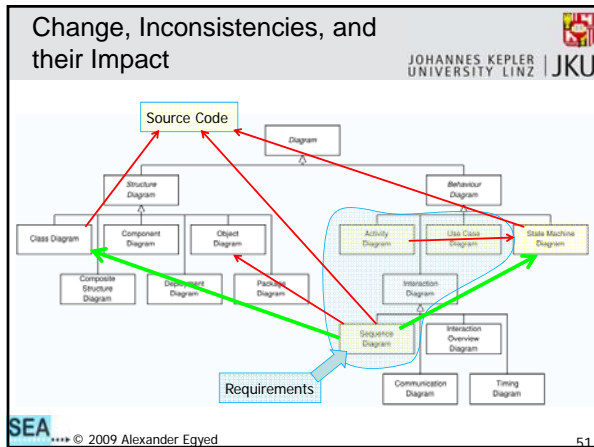 Change, Inconsistencies, and
their Impact
JOHANNES KEPLER
UNIVERSITY LINZ | JKU
Source Code
Diagram
Structure
Diagram
Behaviour
Diagram
Class Diagram
Component
Diagram
Object
Diagram
Activity
Diagram
Use Case
Diagram
State Machine
Diagram
Composite
Structure
Diagram
Deployment
Diagram
Package
Diagram
Interaction
Diagram
Sequence
Diagram
Interaction
Overview
Diagram
Requirements
Communication
Diagram
Timing
Diagram
SEA
© 2009 Alexander Egyed
51